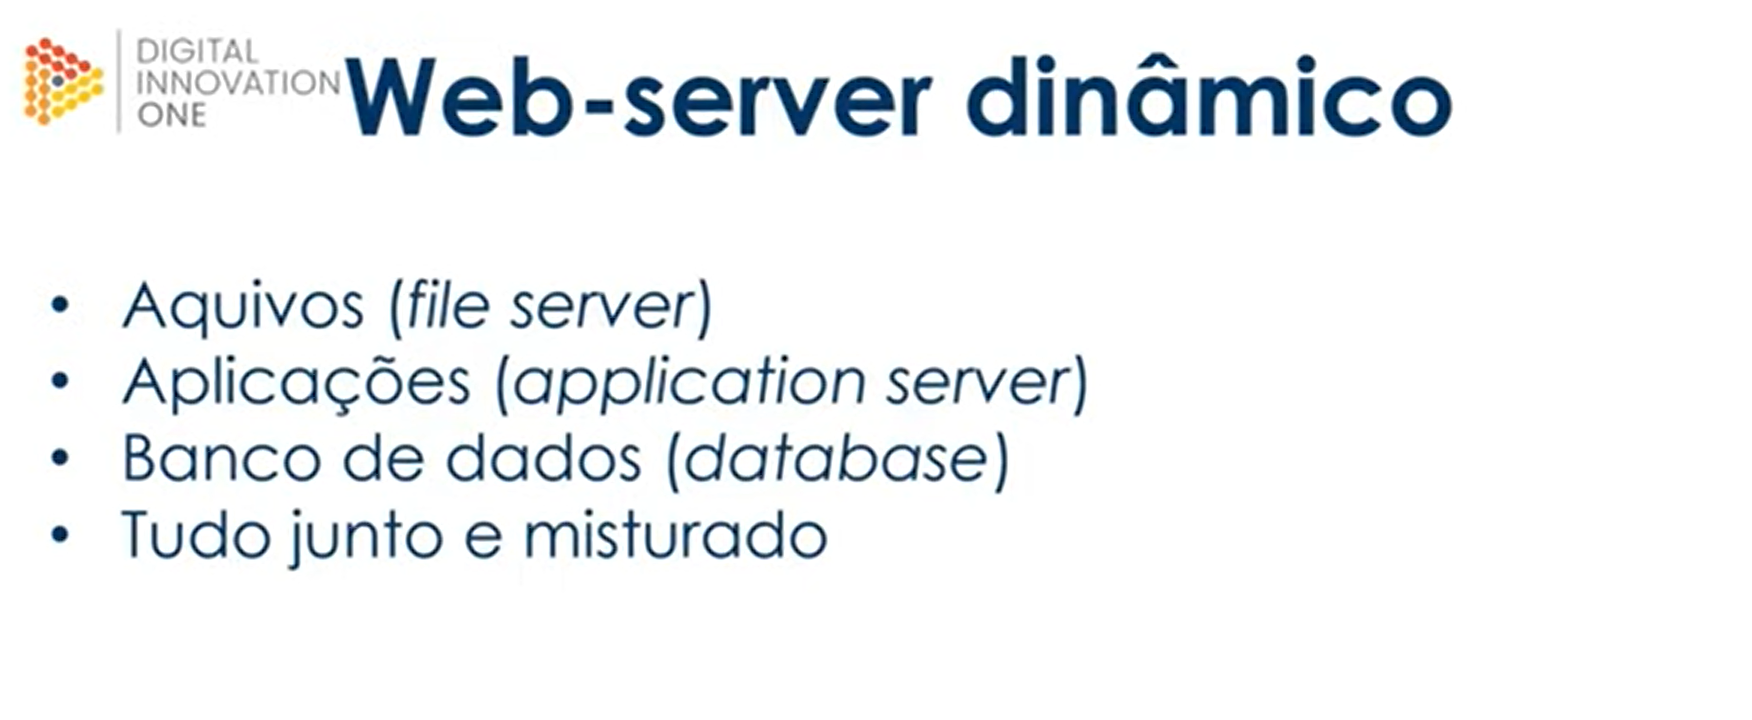 DIGITAL
INNOVATION
ONE
Web-server dinâmico
• Aquivos (file server)
• Aplicações (application server)
• Banco de dados (database)
• Tudo junto e misturado